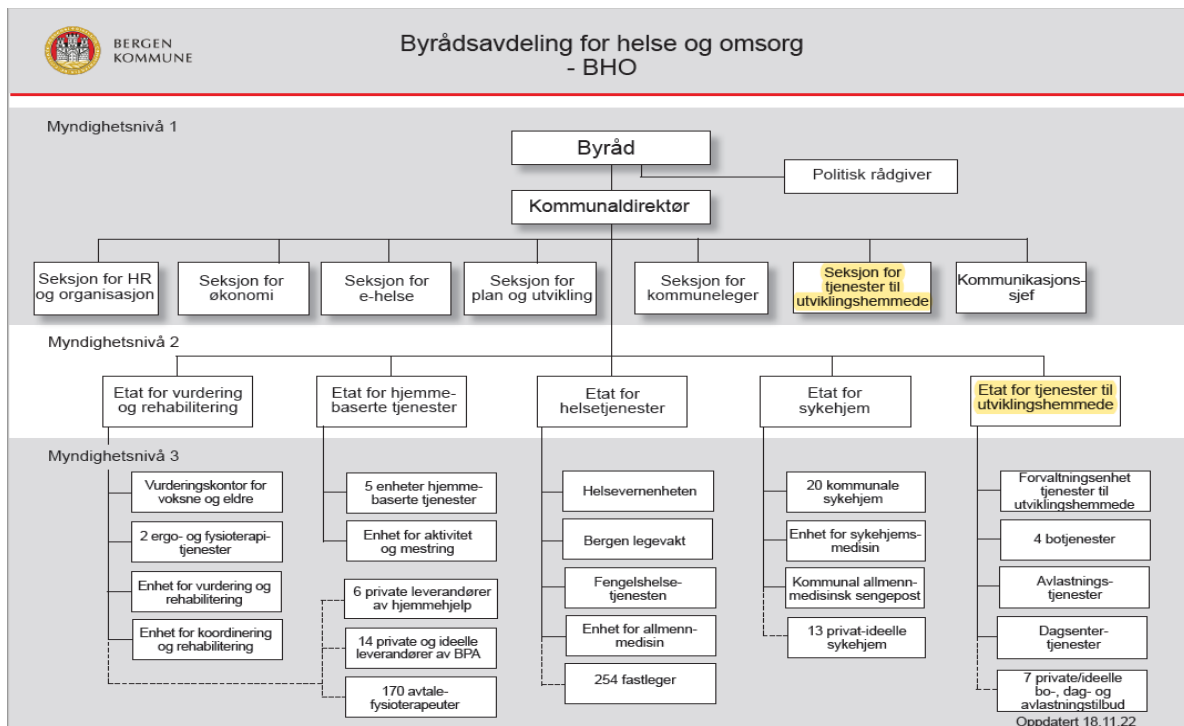 BERGEN
KOMMUNE
Byrådsavdeling for helse og omsorg
- BHO
Myndighetsnivå 1
Byråd
Politisk rådgiver
Kommunaldirektør
Seksjon for HR
og organisasjon
Seksjon for
økonomi
Seksjon for
e-helse
Seksjon for
plan og utvikling
Seksjon for
kommuneleger
Seksjon for
tjenester til
utviklingshemmede
Kommunikasjons-
sjef
Myndighetsnivå 2
Etat for vurdering
og rehabilitering
Etat for hjemme-
baserte tjenester
Etat for
helsetjenester
Etat for
sykehjem
Etat for tjenester til
utviklingshemmede
Myndighetsnivå 3
Vurderingskontor for
voksne og eldre
2 ergo- og fysioterapi-
tjenester
Enhet for vurdering og
rehabilitering
Enhet for koordinering
og rehabilitering
5 enheter hjemme-
baserte tjenester
Enhet for aktivitet
og mestring
6 private leverandører
av hjemmehjelp
14 private og ideelle
leverandører av BPA
170 avtale-
fysioterapeuter
Helsevernenheten
Bergen legevakt
Fengelshelse-
tjenesten
Enhet for allmenn-
medisin
254 fastleger
20 kommunale
sykehjem
Enhet for sykehjems-
medisin
Kommunal allmenn-
medisinsk sengepost
13 privat-ideelle
sykehjem
Forvaltningsenhet
tjenester til
utviklingshemmede
4 botjenester
Avlastnings-
tjenester
Dagsenter-
tjenester
7 private/ideelle
bo-, dag- og
avlastningstilbud
Oppdatert 18.11.22